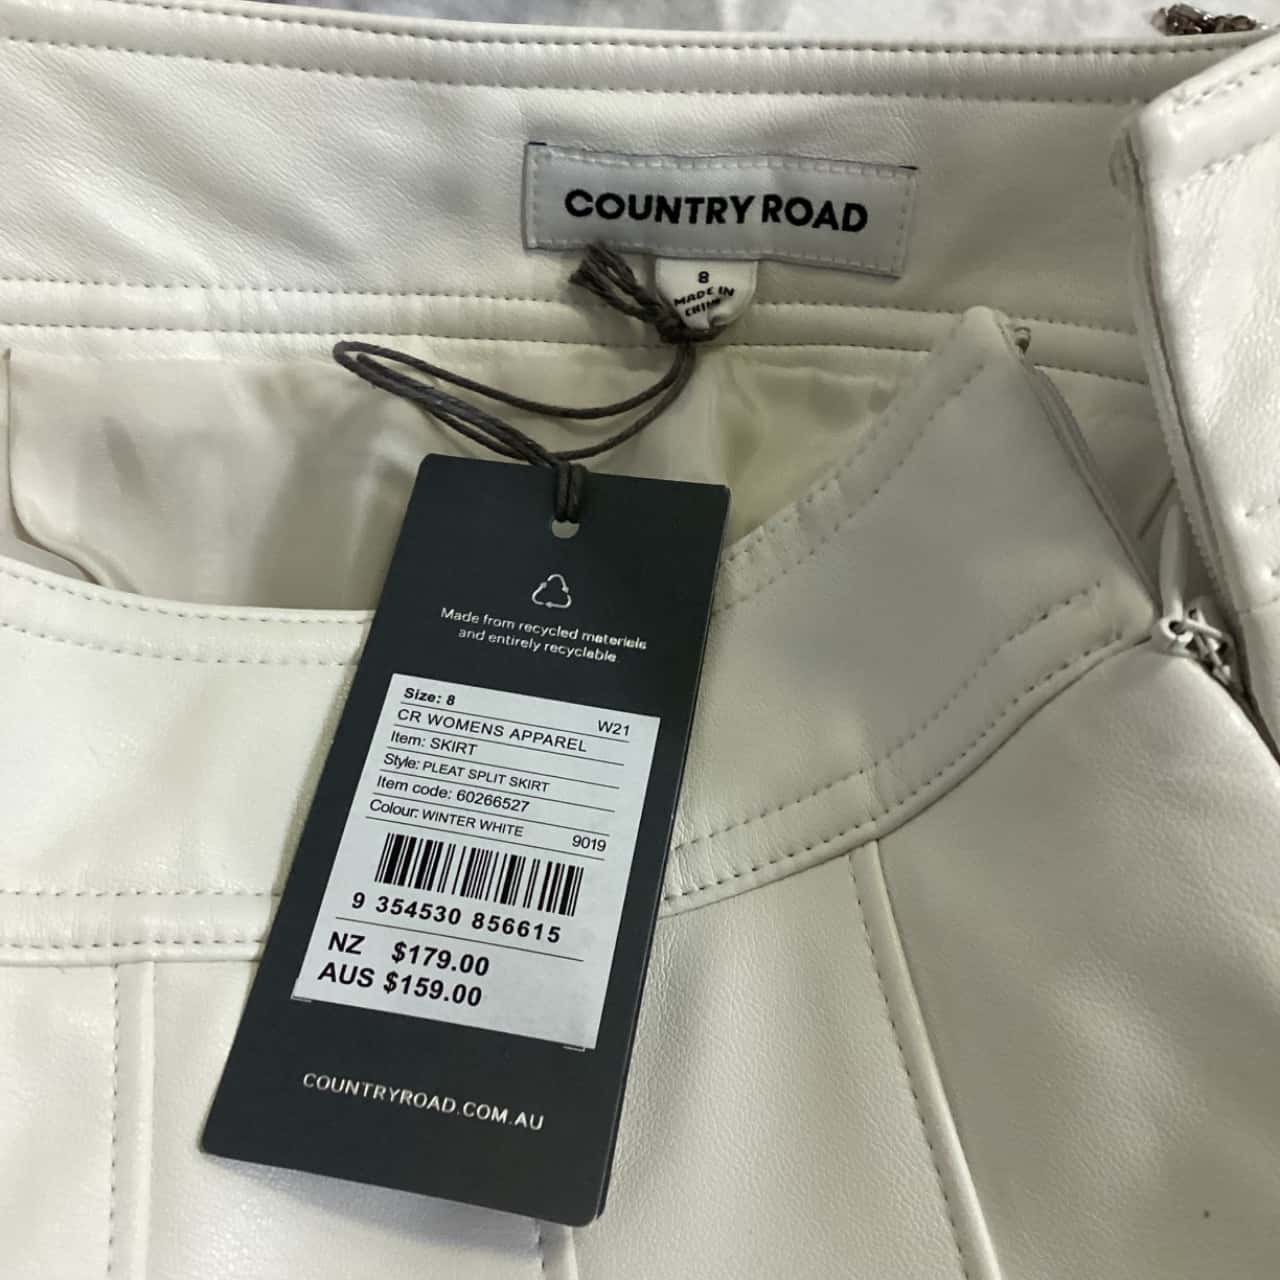 COUNTRY ROAD
8
MADE IN
CHINA
Made from recycled materials
and entirely recyclable.
Size: 8
CR WOMENS APPAREL W21
Item: SKIRT
Style: PLEAT SPLIT SKIRT
Item code: 60266527
Colour: WINTER WHITE 9019
9 354530 856615
NZ $179.00
AUS $159.00
COUNTRYROAD.COM.AU